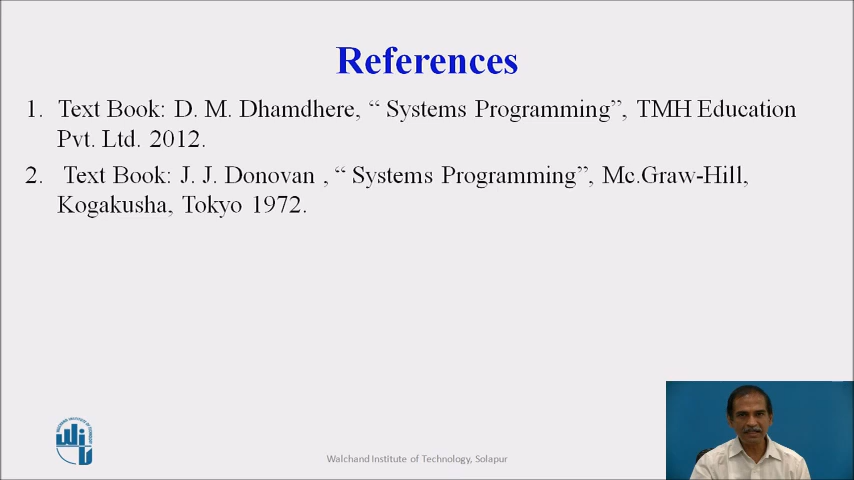 References
1. Text Book: D. M. Dhamdhere, “ Systems Programming”, TMH Education
Pvt. Ltd. 2012.
2. Text Book: J. J. Donovan , “ Systems Programming”, Mc.Graw-Hill,
Kogakusha, Tokyo 1972.
Walchand Institute of Technology, Solapur